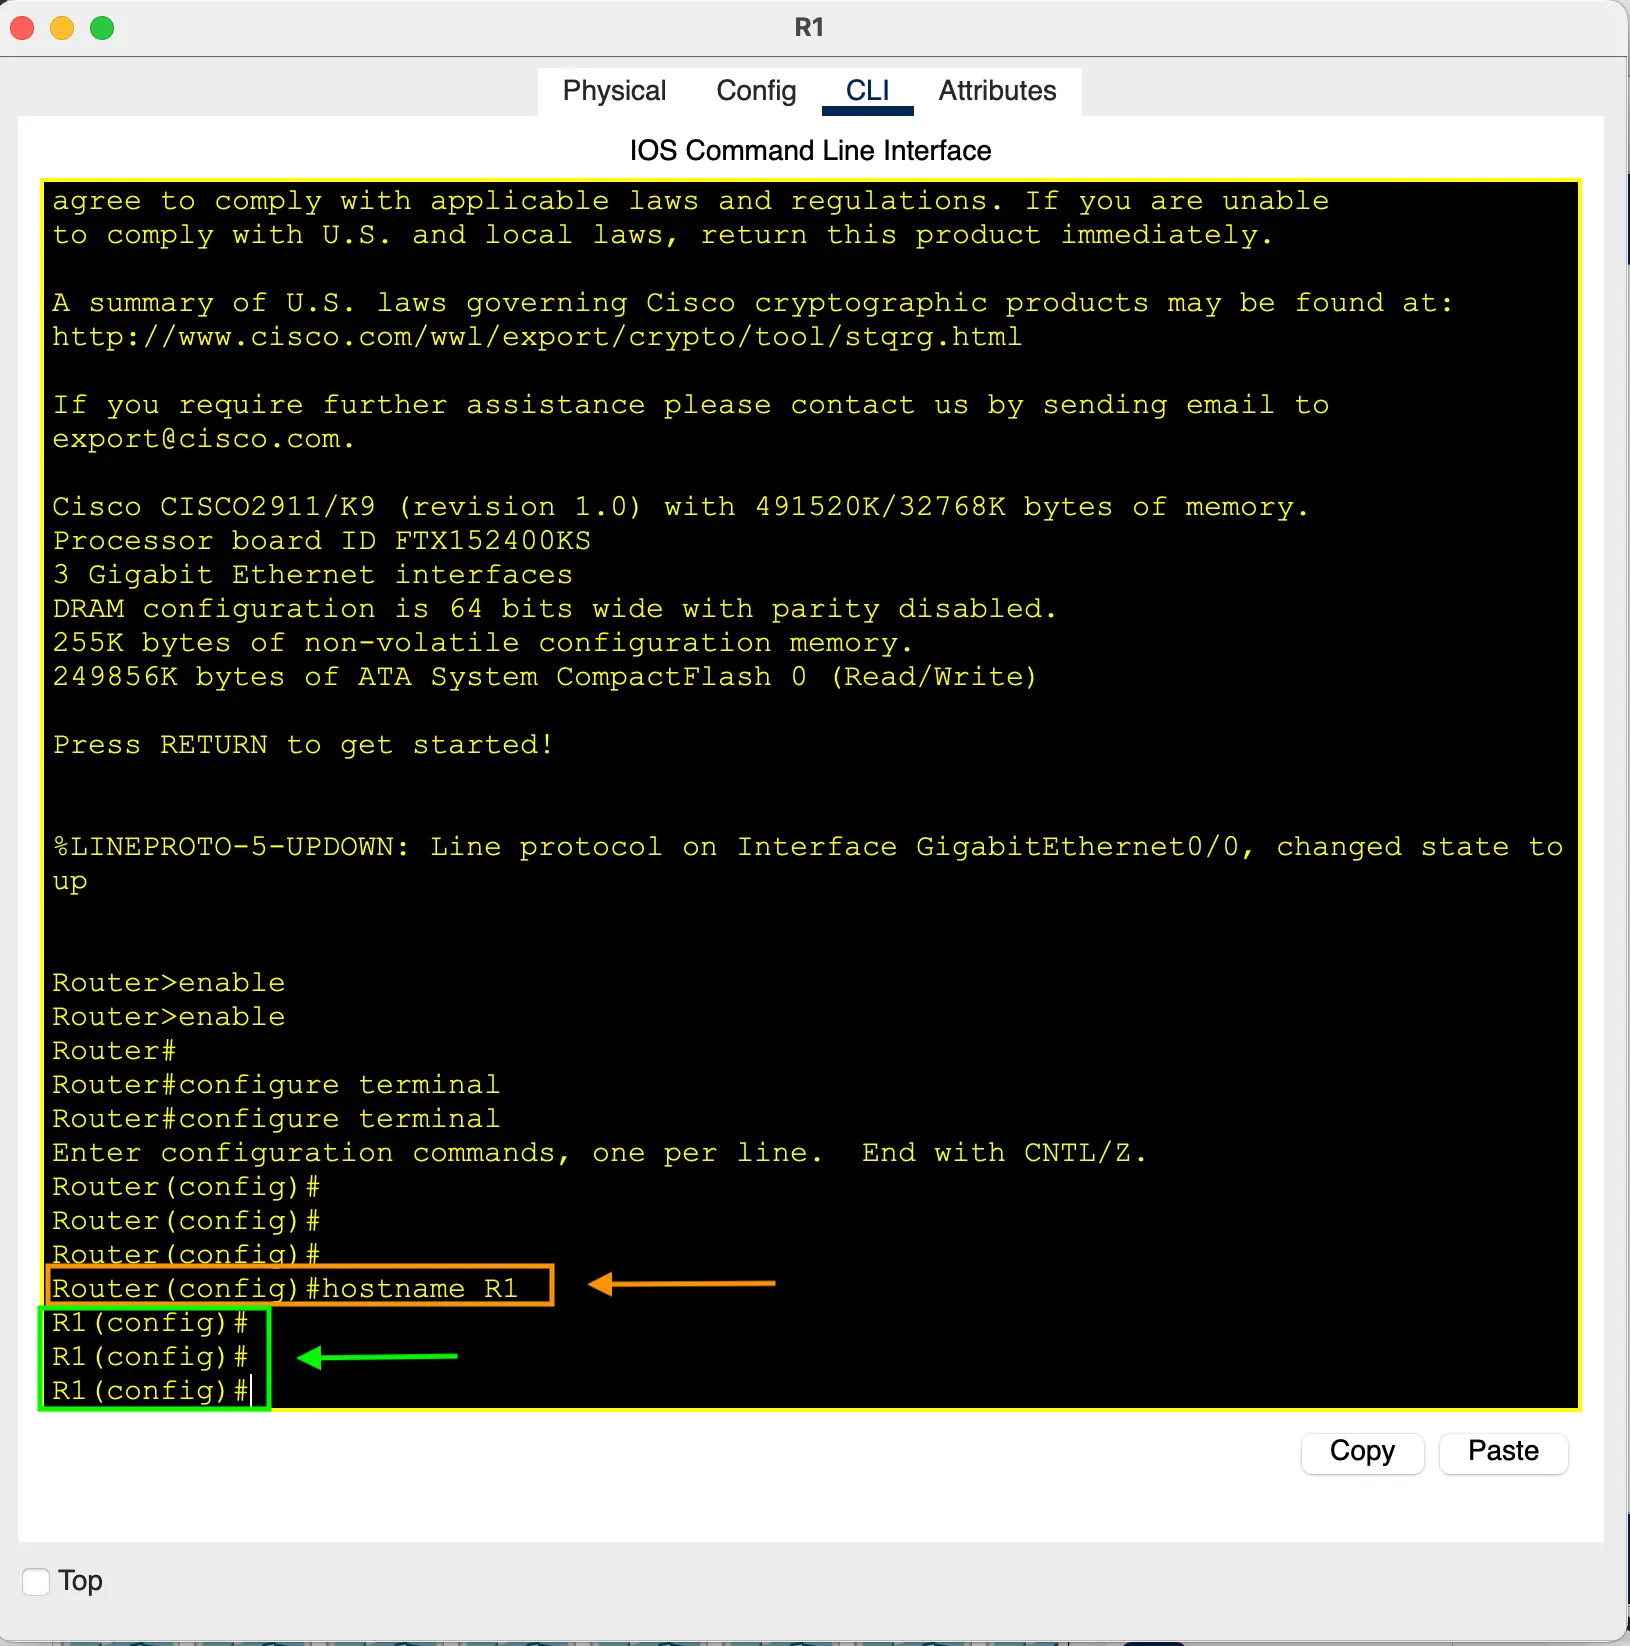 R1
Physical Config CLI Attributes
IOS Command Line Interface
agree to comply with applicable laws and regulations. If you are unable
to comply with U.S. and local laws, return this product immediately.
A summary of U.S. laws governing Cisco cryptographic products may be found at:
http://www.cisco.com/wwl/export/crypto/tool/stqrg.html
If you require further assistance please contact us by sending email to
export@cisco.com.
Cisco CISCO2911/K9 (revision 1.0) with 491520K/32768K bytes of memory.
Processor board ID FTX152400KS
3 Gigabit Ethernet interfaces
DRAM configuration is 64 bits wide with parity disabled.
255K bytes of non-volatile configuration memory.
249856K bytes of ATA System CompactFlash 0 (Read/Write)
Press RETURN to get started!
%LINEPROTO-5-UPDOWN: Line protocol on Interface GigabitEthernet0/0, changed state to
up
Router>enable
Router>enable
Router#
Router#configure terminal
Router#configure terminal
Enter configuration commands, one per line.  End with CNTL/Z.
Router(config)#
Router(config)#
Router(config)#
Router(config)#hostname R1
R1(config)#
R1(config)#
R1(config)#
Copy Paste
Top